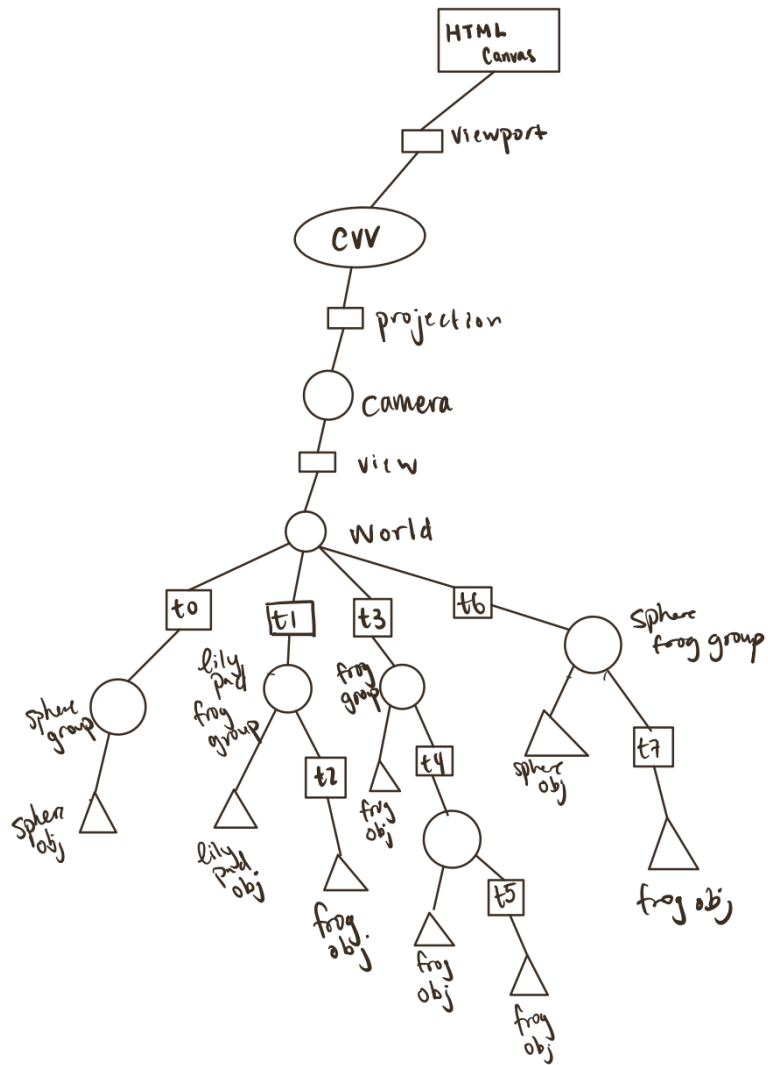 HTML
Canvas
viewport
CVV
projection
camera
view
World
t0
t1
t3
t6
sphere
frog group
sphere
group
lily
pad
frog
group
frog
group
t2
t4
t7
sphere
obj
sphere
obj
lily
pad
obj
frog
obj
frog
obj
t5
frog obj
frog
obj
frog
obj